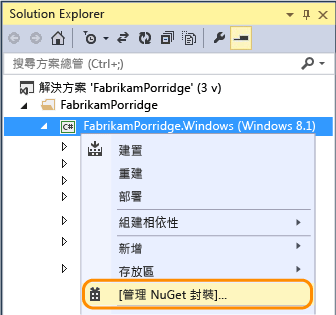 Solution Explorer
搜尋方案總管 (Ctrl+;)
解決方案 'FabrikamPorridge' (3 v)
FabrikamPorridge
C# FabrikamPorridge.Windows (Windows 8.1)
建置
重建
部署
組建相依性
新增
存放區
[管理 NuGet 封裝]...